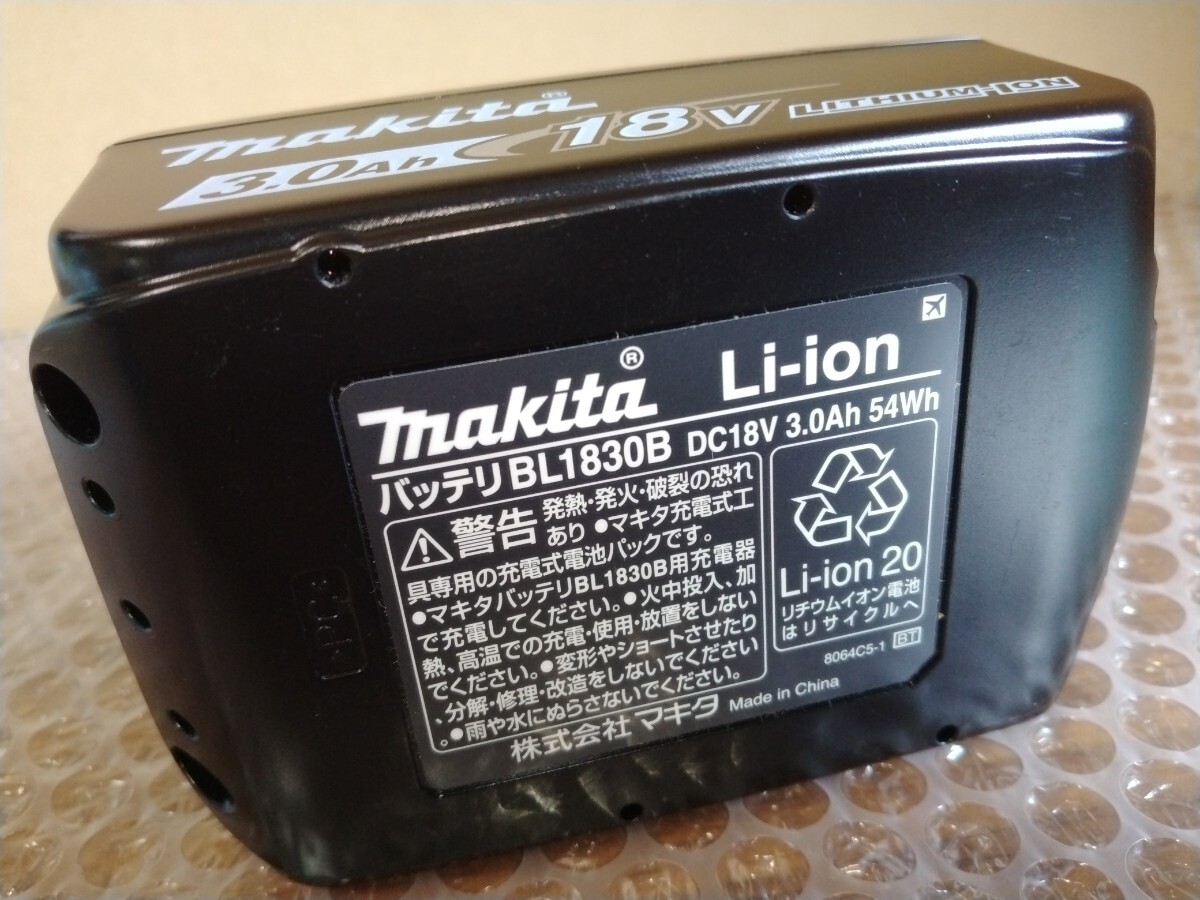 makita®
3.0Ah 18V LITHIUM-ION
makita® Li-ion
バッテリ BL1830B DC18V 3.0Ah 54Wh
警告 発熱・発火・破裂の恐れ
あり ●マキタ充電式工
具専用の充電式電池パックです。
●マキタバッテリBL1830B用充電器
で充電してください。●火中投入、加
熱、高温での充電・使用・放置をしない
でください。●変形やショートさせたり
、分解・修理・改造をしないでください
。●雨や水にぬらさないでください。
Li-ion 20
リチウムイオン電池
はリサイクルへ
8064C5-1 BT
株式会社 マキタ Made in China